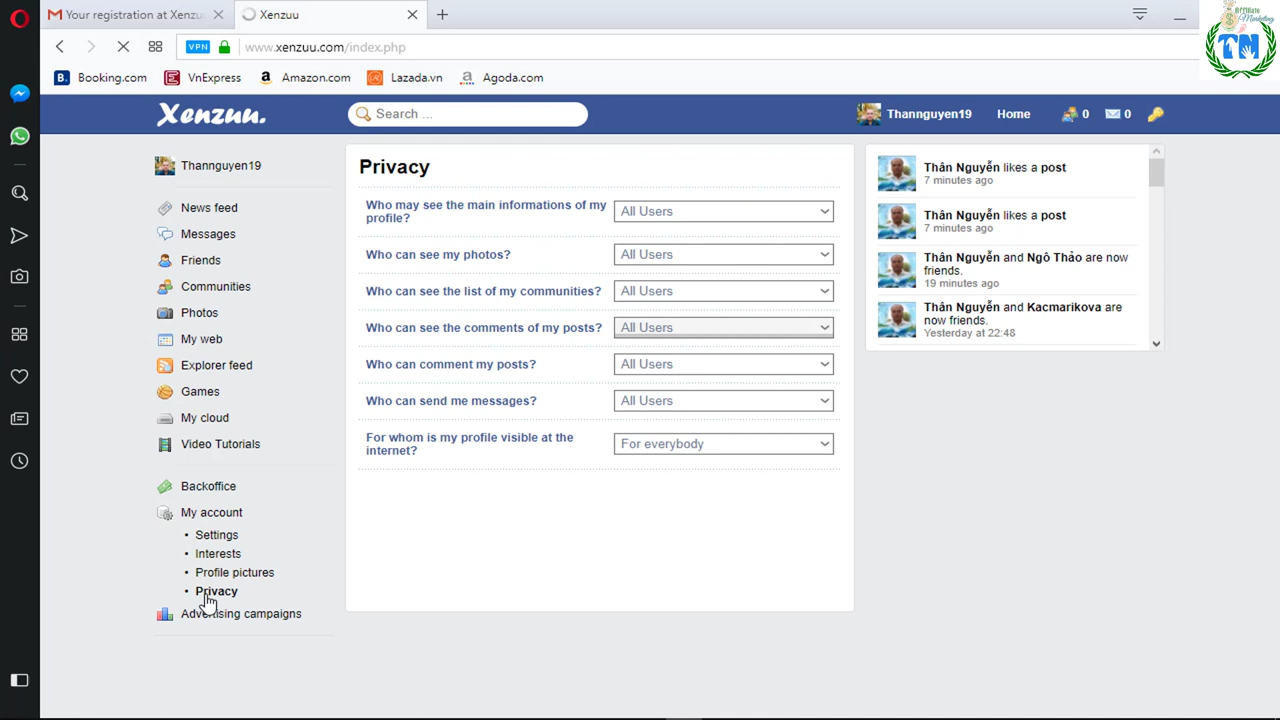 Your registration at Xenzuu
Xenzuu
Affiliate
Marketing
TN
VPN
www.xenzuu.com/index.php
B. Booking.com
E VnExpress
a Amazon.com
Lazada.vn
a Agoda.com
Xenzuu.
Search ...
Thannguyen19
Home
0
0
Thannguyen19
News feed
Messages
Friends
Communities
Photos
My web
Explorer feed
Games
My cloud
Video Tutorials
Backoffice
My account
• Settings
• Interests
• Profile pictures
• Privacy
Advertising campaigns
Privacy
Who may see the main informations of my
profile?
All Users
Who can see my photos?
All Users
Who can see the list of my communities?
All Users
Who can see the comments of my posts?
All Users
Who can comment my posts?
All Users
Who can send me messages?
All Users
For whom is my profile visible at the
internet?
For everybody
Thân Nguyễn likes a post
7 minutes ago
Thân Nguyễn likes a post
7 minutes ago
Thân Nguyễn and Ngô Thảo are now
friends.
19 minutes ago
Thân Nguyễn and Kacmarikova are
now friends.
Yesterday at 22:48